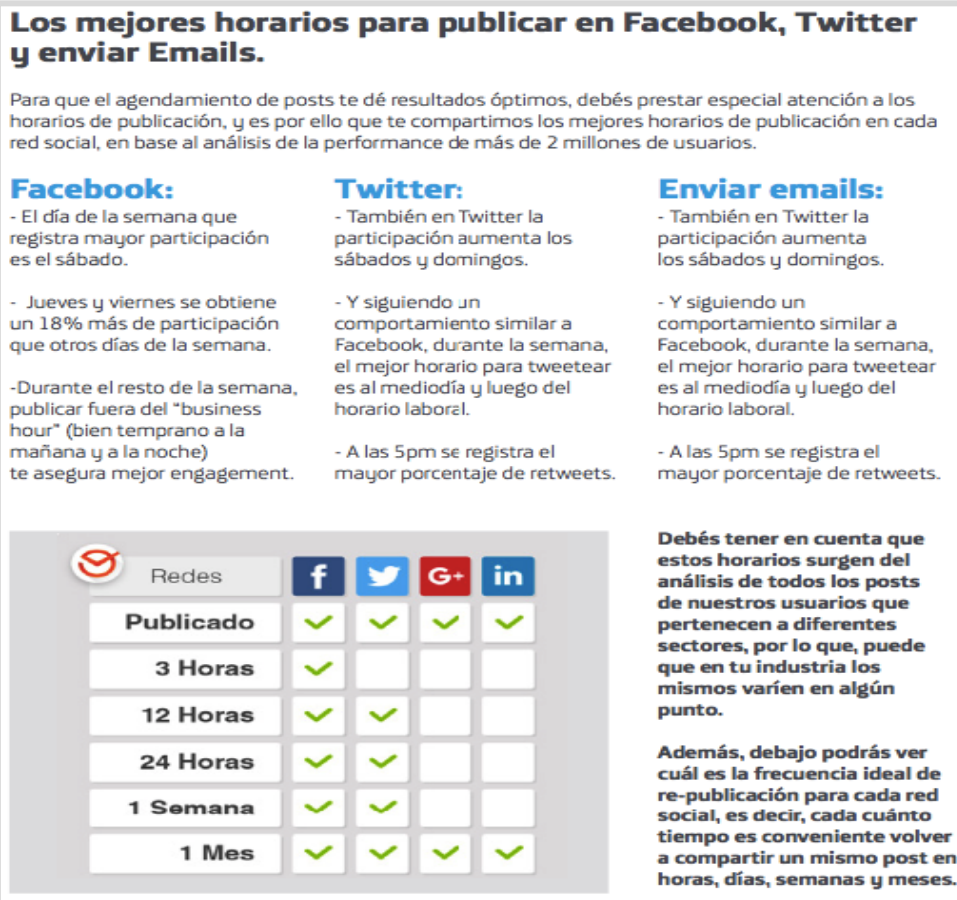 Los mejores horarios para publicar en Facebook, Twitter
y enviar Emails.
Para que el agendamiento de posts te dé resultados óptimos, debés prestar especial atención a los
horarios de publicación, y es por ello que te compartimos los mejores horarios de publicación en cada
red social, en base al análisis de la performance de más de 2 millones de usuarios.
Facebook:
- El día de la semana que
registra mayor participación
es el sábado.
- Jueves y viernes se obtiene
un 18% más de participación
que otros días de la semana.
-Durante el resto de la semana,
publicar fuera del “business
hour” (bien temprano a la
mañana y a la noche)
te asegura mejor engagement.
Twitter:
- También en Twitter la
participación aumenta los
sábados y domingos.
- Y siguiendo un
comportamiento similar a
Facebook, durante la semana,
el mejor horario para tweetear
es al mediodía y luego del
horario laboral.
- A las 5pm se registra el
mayor porcentaje de retweets.
Enviar emails:
- También en Twitter la
participación aumenta
los sábados y domingos.
- Y siguiendo un
comportamiento similar a
Facebook, durante la semana,
el mejor horario para tweetear
es al mediodía y luego del
horario laboral.
- A las 5pm se registra el
mayor porcentaje de retweets.
Redes f G+ in
Publicado
3 Horas
12 Horas
24 Horas
1 Semana
1 Mes
Debés tener en cuenta que
estos horarios surgen del
análisis de todos los posts
de nuestros usuarios que
pertenecen a diferentes
sectores, por lo que, puede
que en tu industria los
mismos varíen en algún
punto.
Además, debajo podrás ver
cuál es la frecuencia ideal de
re-publicación para cada red
social, es decir, cada cuánto
tiempo es conveniente volver
a compartir un mismo post en
horas, días, semanas y meses.